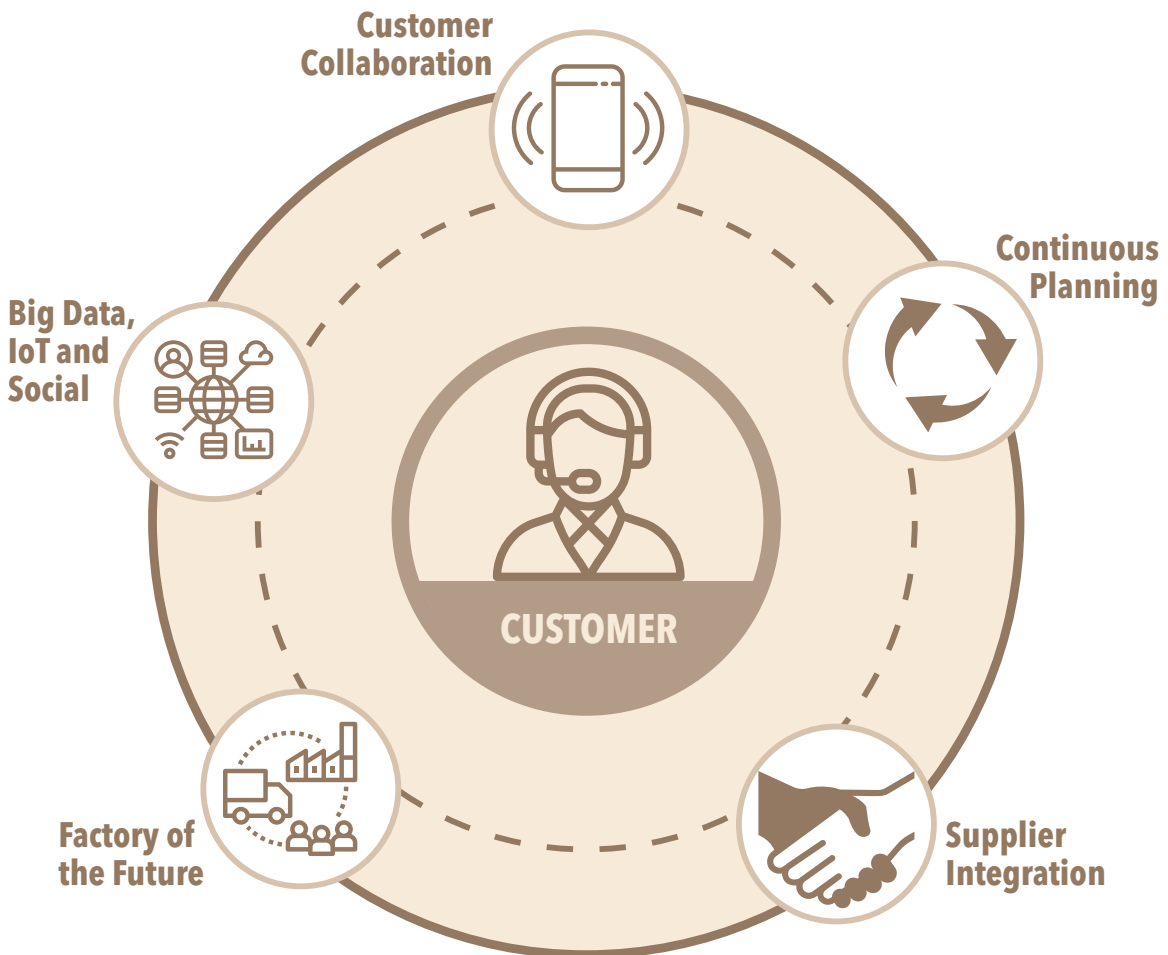 Customer
Collaboration
Continuous
Planning
Big Data,
IoT and
Social
CUSTOMER
Factory of
the Future
Supplier
Integration